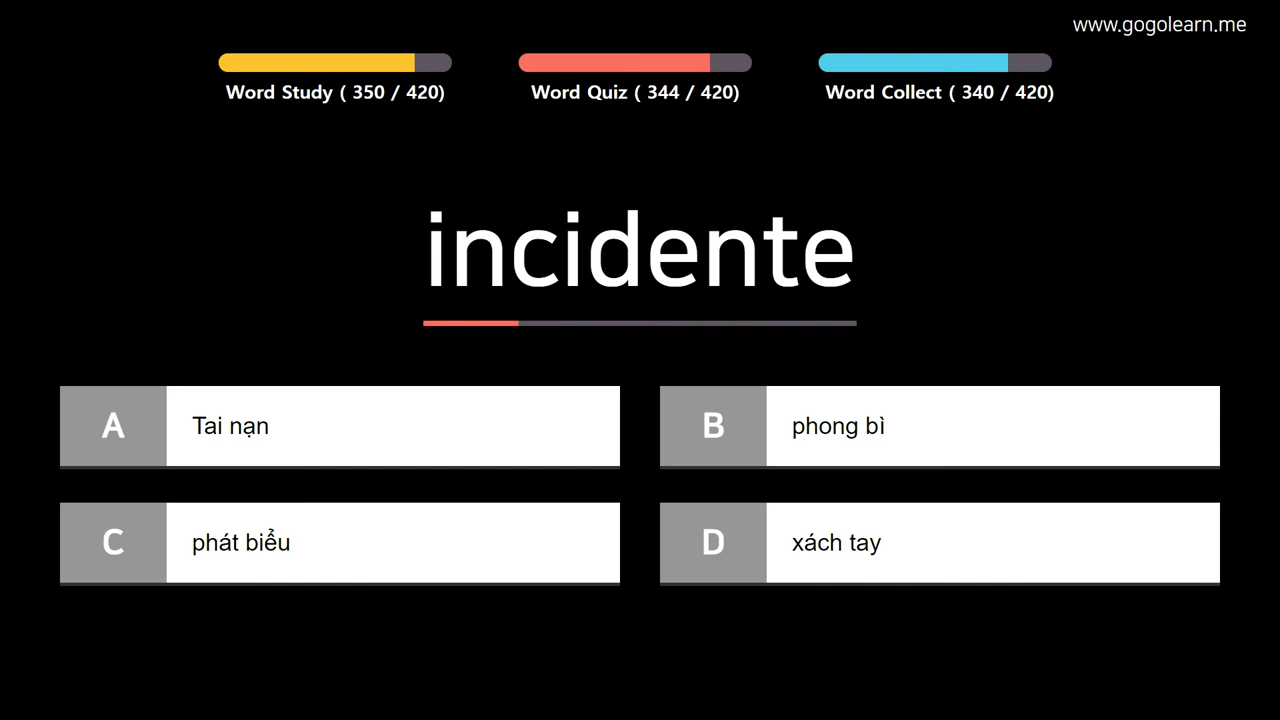 www.gogolearn.me
Word Study ( 350 / 420)
Word Quiz ( 344 / 420)
Word Collect ( 340 / 420)
incidente
A
Tai nạn
B
phong bì
C
phát biểu
D
xách tay